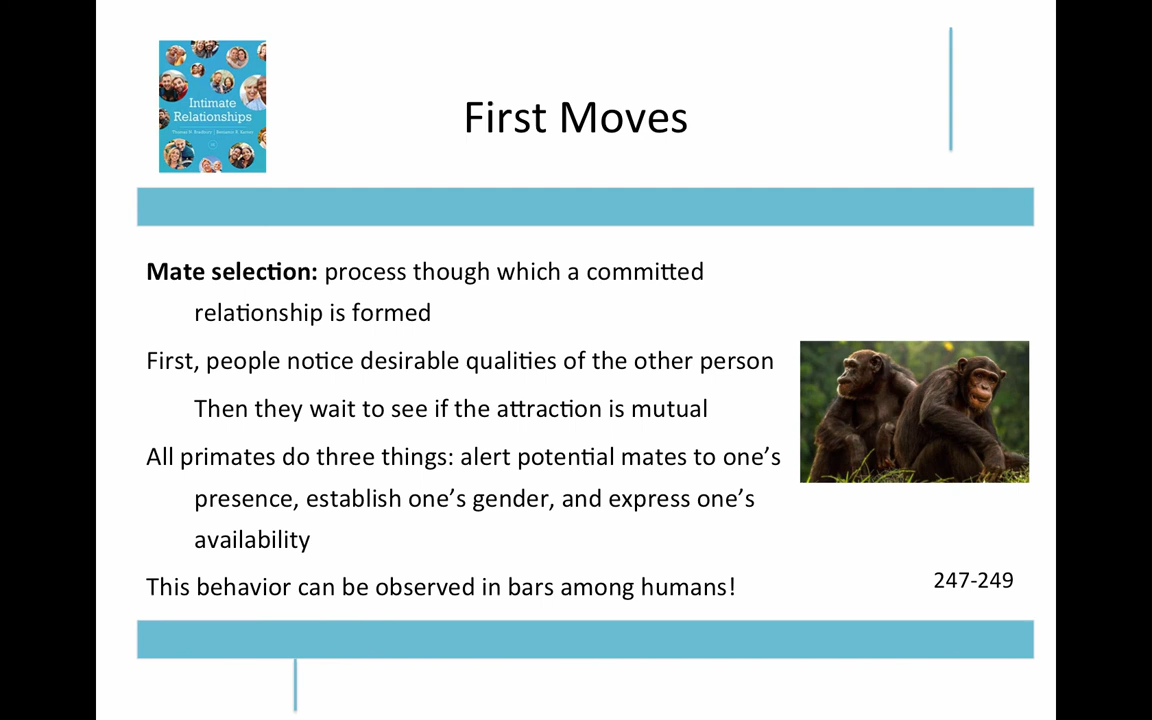 Intimate
Relationships
First Moves
Mate selection: process though which a committed
relationship is formed
First, people notice desirable qualities of the other person
Then they wait to see if the attraction is mutual
All primates do three things: alert potential mates to one's
presence, establish one's gender, and express one's
availability
This behavior can be observed in bars among humans!
247-249